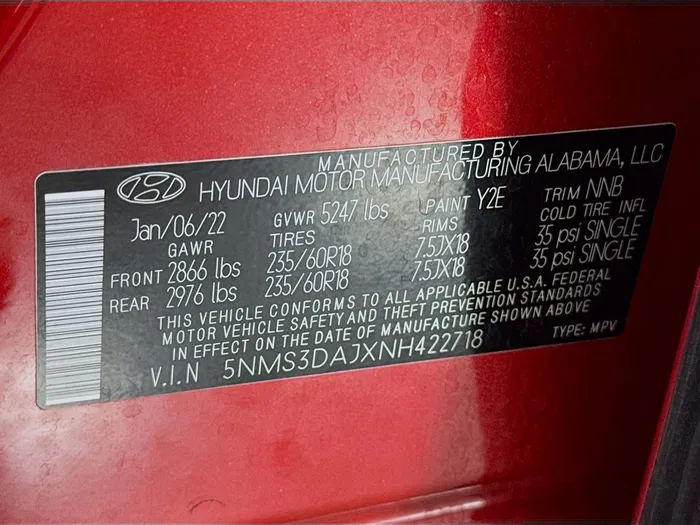 MANUFACTURED BY
HYUNDAI MOTOR MANUFACTURING ALABAMA, LLC
Jan/06/22 GVWR 5247 lbs PAINT Y2E TRIM NNB
GAWR TIRES RIMS COLD TIRE INFL
FRONT 2866 lbs 235/60R18 7.5JX18 35 psi SINGLE
REAR 2976 lbs 235/60R18 7.5JX18 35 psi SINGLE
THIS VEHICLE CONFORMS TO ALL APPLICABLE U.S.A. FEDERAL
MOTOR VEHICLE SAFETY AND THEFT PREVENTION STANDARDS
IN EFFECT ON THE DATE OF MANUFACTURE SHOWN ABOVE
V.I.N 5NMS3DAJXNH422718 TYPE: MPV